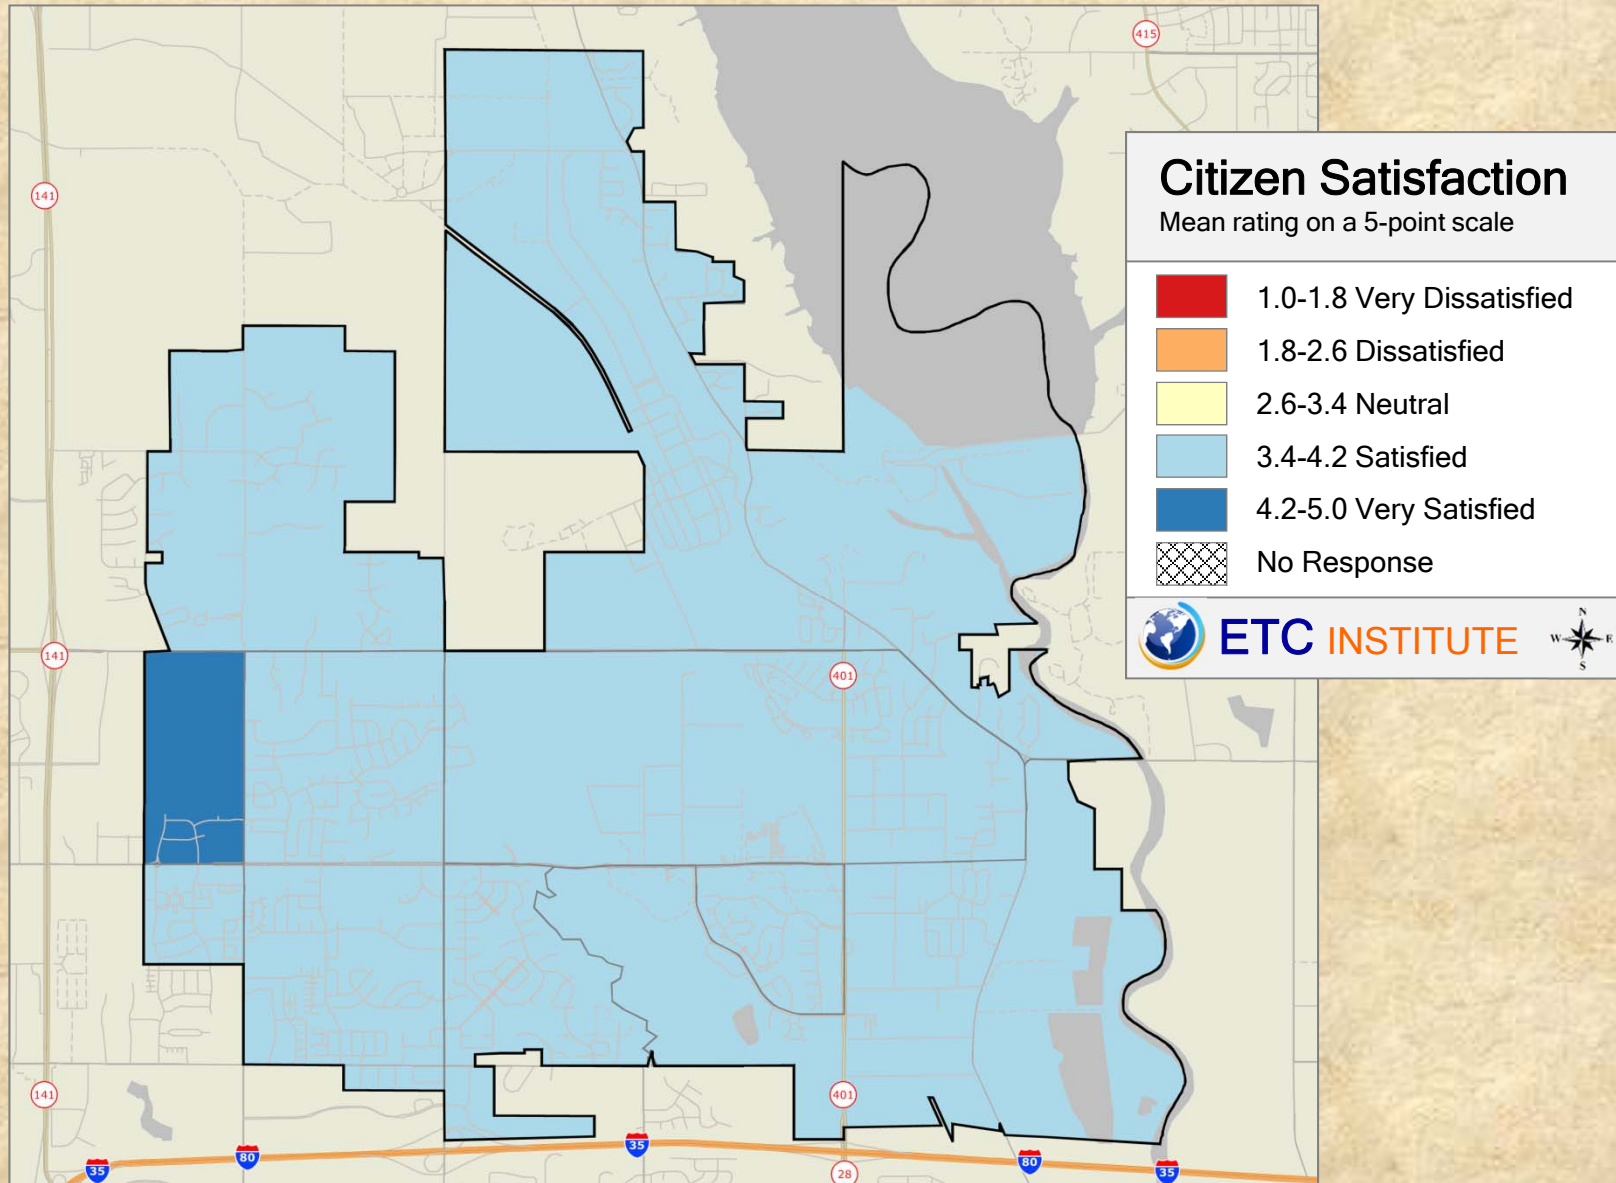 415
141
Citizen Satisfaction
Mean rating on a 5-point scale
1.0-1.8 Very Dissatisfied
1.8-2.6 Dissatisfied
2.6-3.4 Neutral
3.4-4.2 Satisfied
4.2-5.0 Very Satisfied
No Response
ETC INSTITUTE
N
W E
S
141
401
141
401
35
80
35
80
35
28